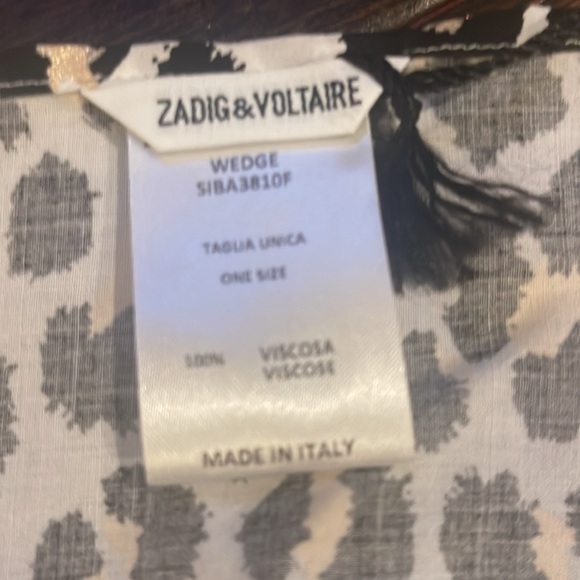 ZADIG&VOLTAIRE
WEDGE
SIBA3810F
TAGLIA UNICA
ONE SIZE
100% VISCOSA
VISCOSE
MADE IN ITALY